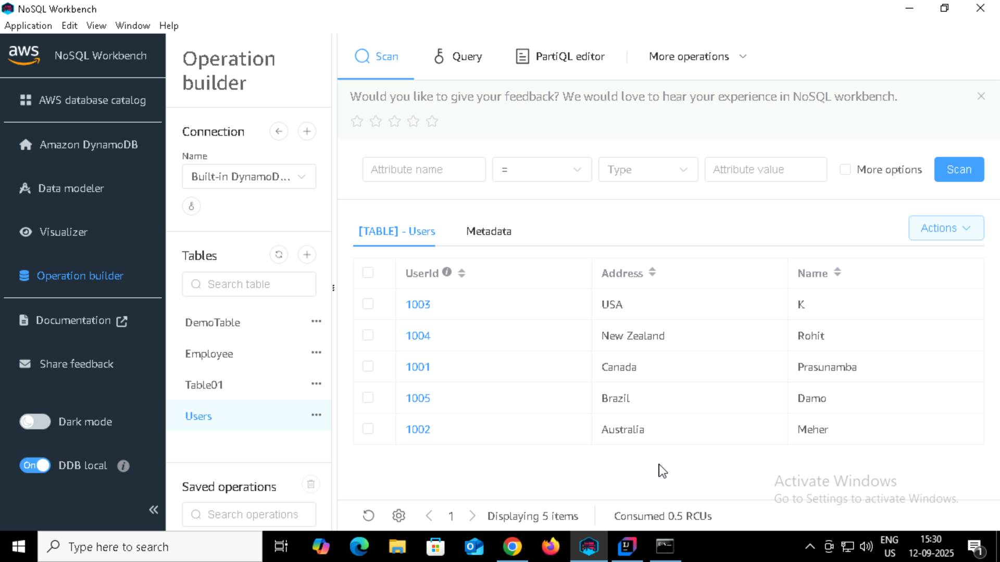 NoSQL Workbench
Application Edit View Window Help
aws NoSQL Workbench
AWS database catalog
Amazon DynamoDB
Data modeler
Visualizer
Operation builder
Documentation
Share feedback
Dark mode
On DDB local
Operation
builder
Connection
Name
Built-in DynamoD...
Tables
Search table
DemoTable
Employee
Table01
Users
Saved operations
Search operations
Scan Query PartiQL editor More operations
Would you like to give your feedback? We would love to hear your experience in NoSQL workbench.
Attribute name = Type Attribute value More options Scan
[TABLE] - Users Metadata Actions
UserId Address Name
1003 USA K
1004 New Zealand Rohit
1001 Canada Prasunamba
1005 Brazil Damo
1002 Australia Meher
Activate Windows
Go to Settings to activate Windows.
1 Displaying 5 items Consumed 0.5 RCUs
Type here to search
ENG
US
15:30
12-09-2025
1